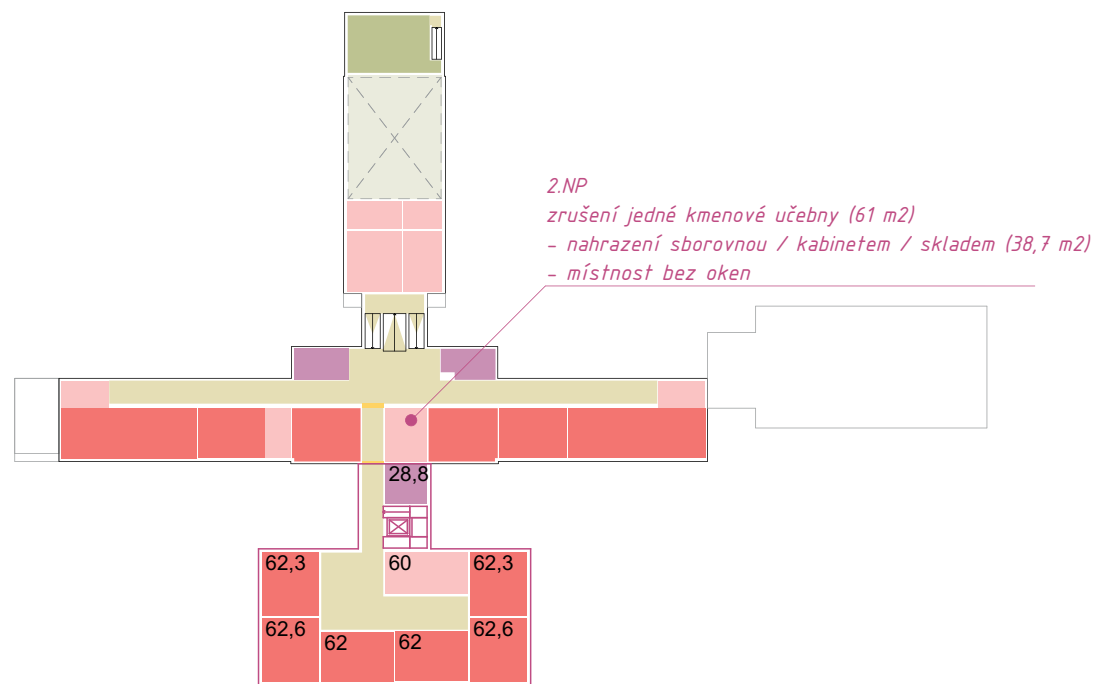 2.NP
zrušení jedné kmenové učebny (61 m2)
- nahrazení sborovnou / kabinetem / skladem (38,7 m2)
- místnost bez oken
28,8
62,3
60
62,3
62,6
62
62
62,6